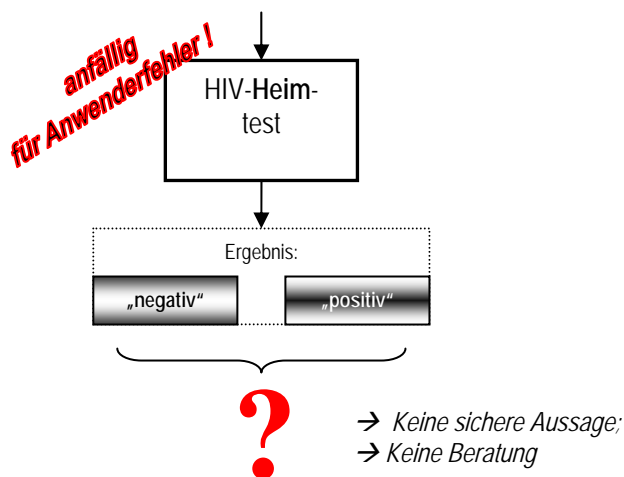 anfällig
für Anwenderfehler !
HIV-Heim-
test
Ergebnis:
„negativ“
„positiv“
?
→ Keine sichere Aussage;
→ Keine Beratung